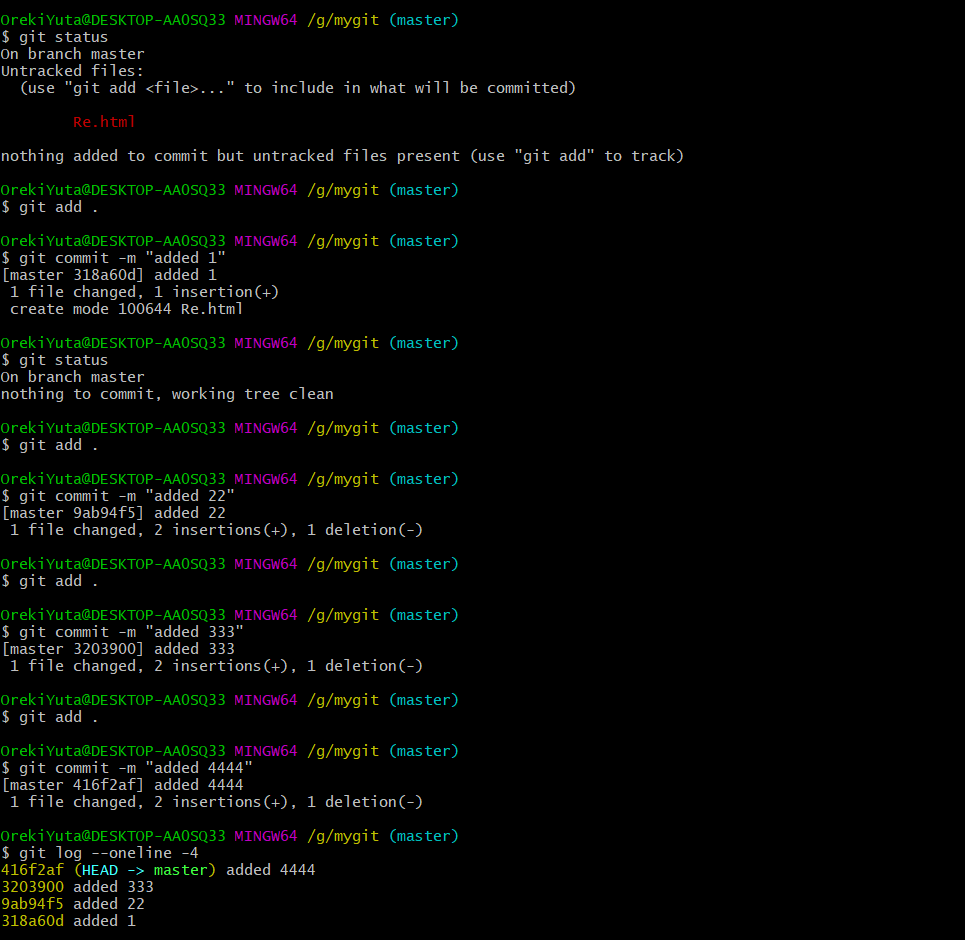 OrekiYuta@DESKTOP-AA0SQ33 MINGW64 /g/mygit (master)
$ git status
On branch master
Untracked files:
  (use "git add <file>..." to include in what will be committed)

        Re.html

nothing added to commit but untracked files present (use "git add" to track)

OrekiYuta@DESKTOP-AA0SQ33 MINGW64 /g/mygit (master)
$ git add .

OrekiYuta@DESKTOP-AA0SQ33 MINGW64 /g/mygit (master)
$ git commit -m "added 1"
[master 318a60d] added 1
 1 file changed, 1 insertion(+)
 create mode 100644 Re.html

OrekiYuta@DESKTOP-AA0SQ33 MINGW64 /g/mygit (master)
$ git status
On branch master
nothing to commit, working tree clean

OrekiYuta@DESKTOP-AA0SQ33 MINGW64 /g/mygit (master)
$ git add .

OrekiYuta@DESKTOP-AA0SQ33 MINGW64 /g/mygit (master)
$ git commit -m "added 22"
[master 9ab94f5] added 22
 1 file changed, 2 insertions(+), 1 deletion(-)

OrekiYuta@DESKTOP-AA0SQ33 MINGW64 /g/mygit (master)
$ git add .

OrekiYuta@DESKTOP-AA0SQ33 MINGW64 /g/mygit (master)
$ git commit -m "added 333"
[master 3203900] added 333
 1 file changed, 2 insertions(+), 1 deletion(-)

OrekiYuta@DESKTOP-AA0SQ33 MINGW64 /g/mygit (master)
$ git add .

OrekiYuta@DESKTOP-AA0SQ33 MINGW64 /g/mygit (master)
$ git commit -m "added 4444"
[master 416f2af] added 4444
 1 file changed, 2 insertions(+), 1 deletion(-)

OrekiYuta@DESKTOP-AA0SQ33 MINGW64 /g/mygit (master)
$ git log --oneline -4
416f2af (HEAD -> master) added 4444
3203900 added 333
9ab94f5 added 22
318a60d added 1